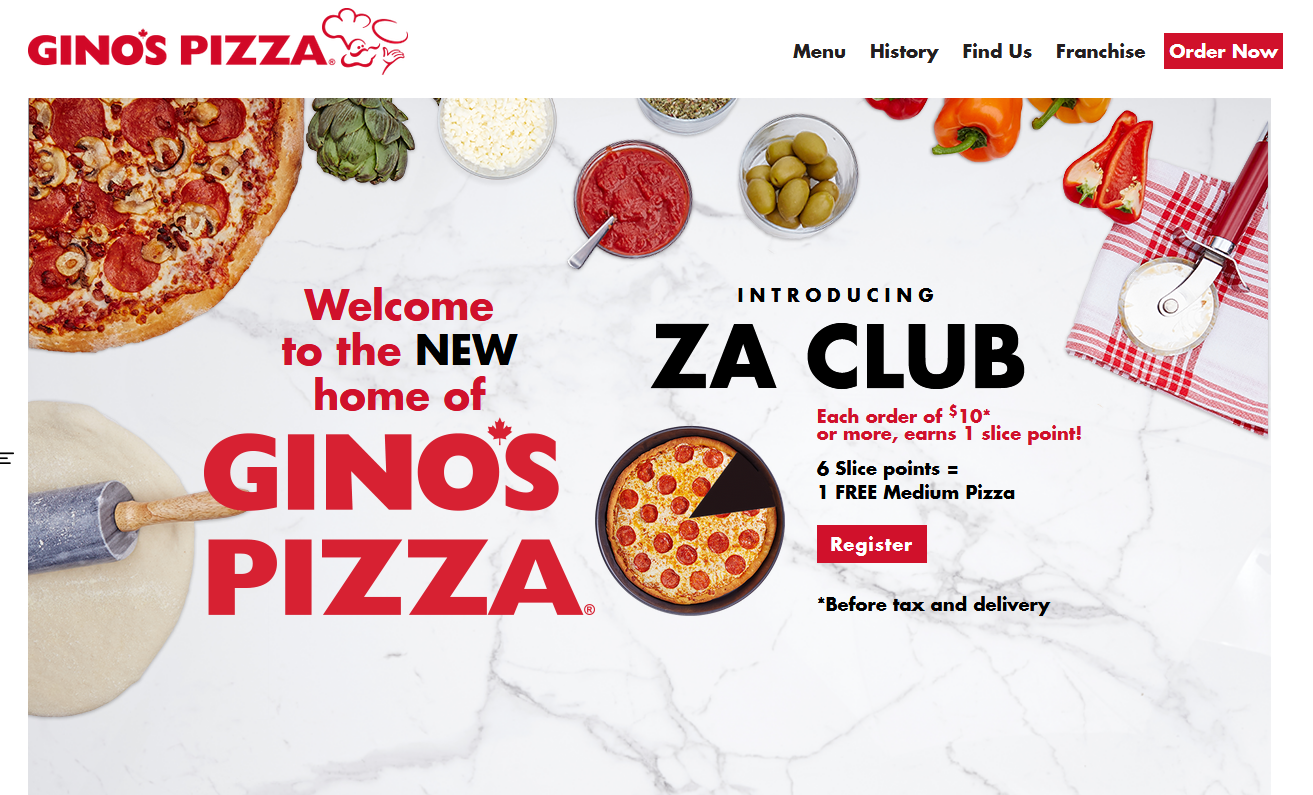 GINO'S PIZZA®
Menu
History
Find Us
Franchise
Order Now
Welcome
to the NEW
home of
GINO'S
PIZZA®
INTRODUCING
ZA CLUB
Each order of $10*
or more, earns 1 slice point!
6 Slice points =
1 FREE Medium Pizza
Register
*Before tax and delivery